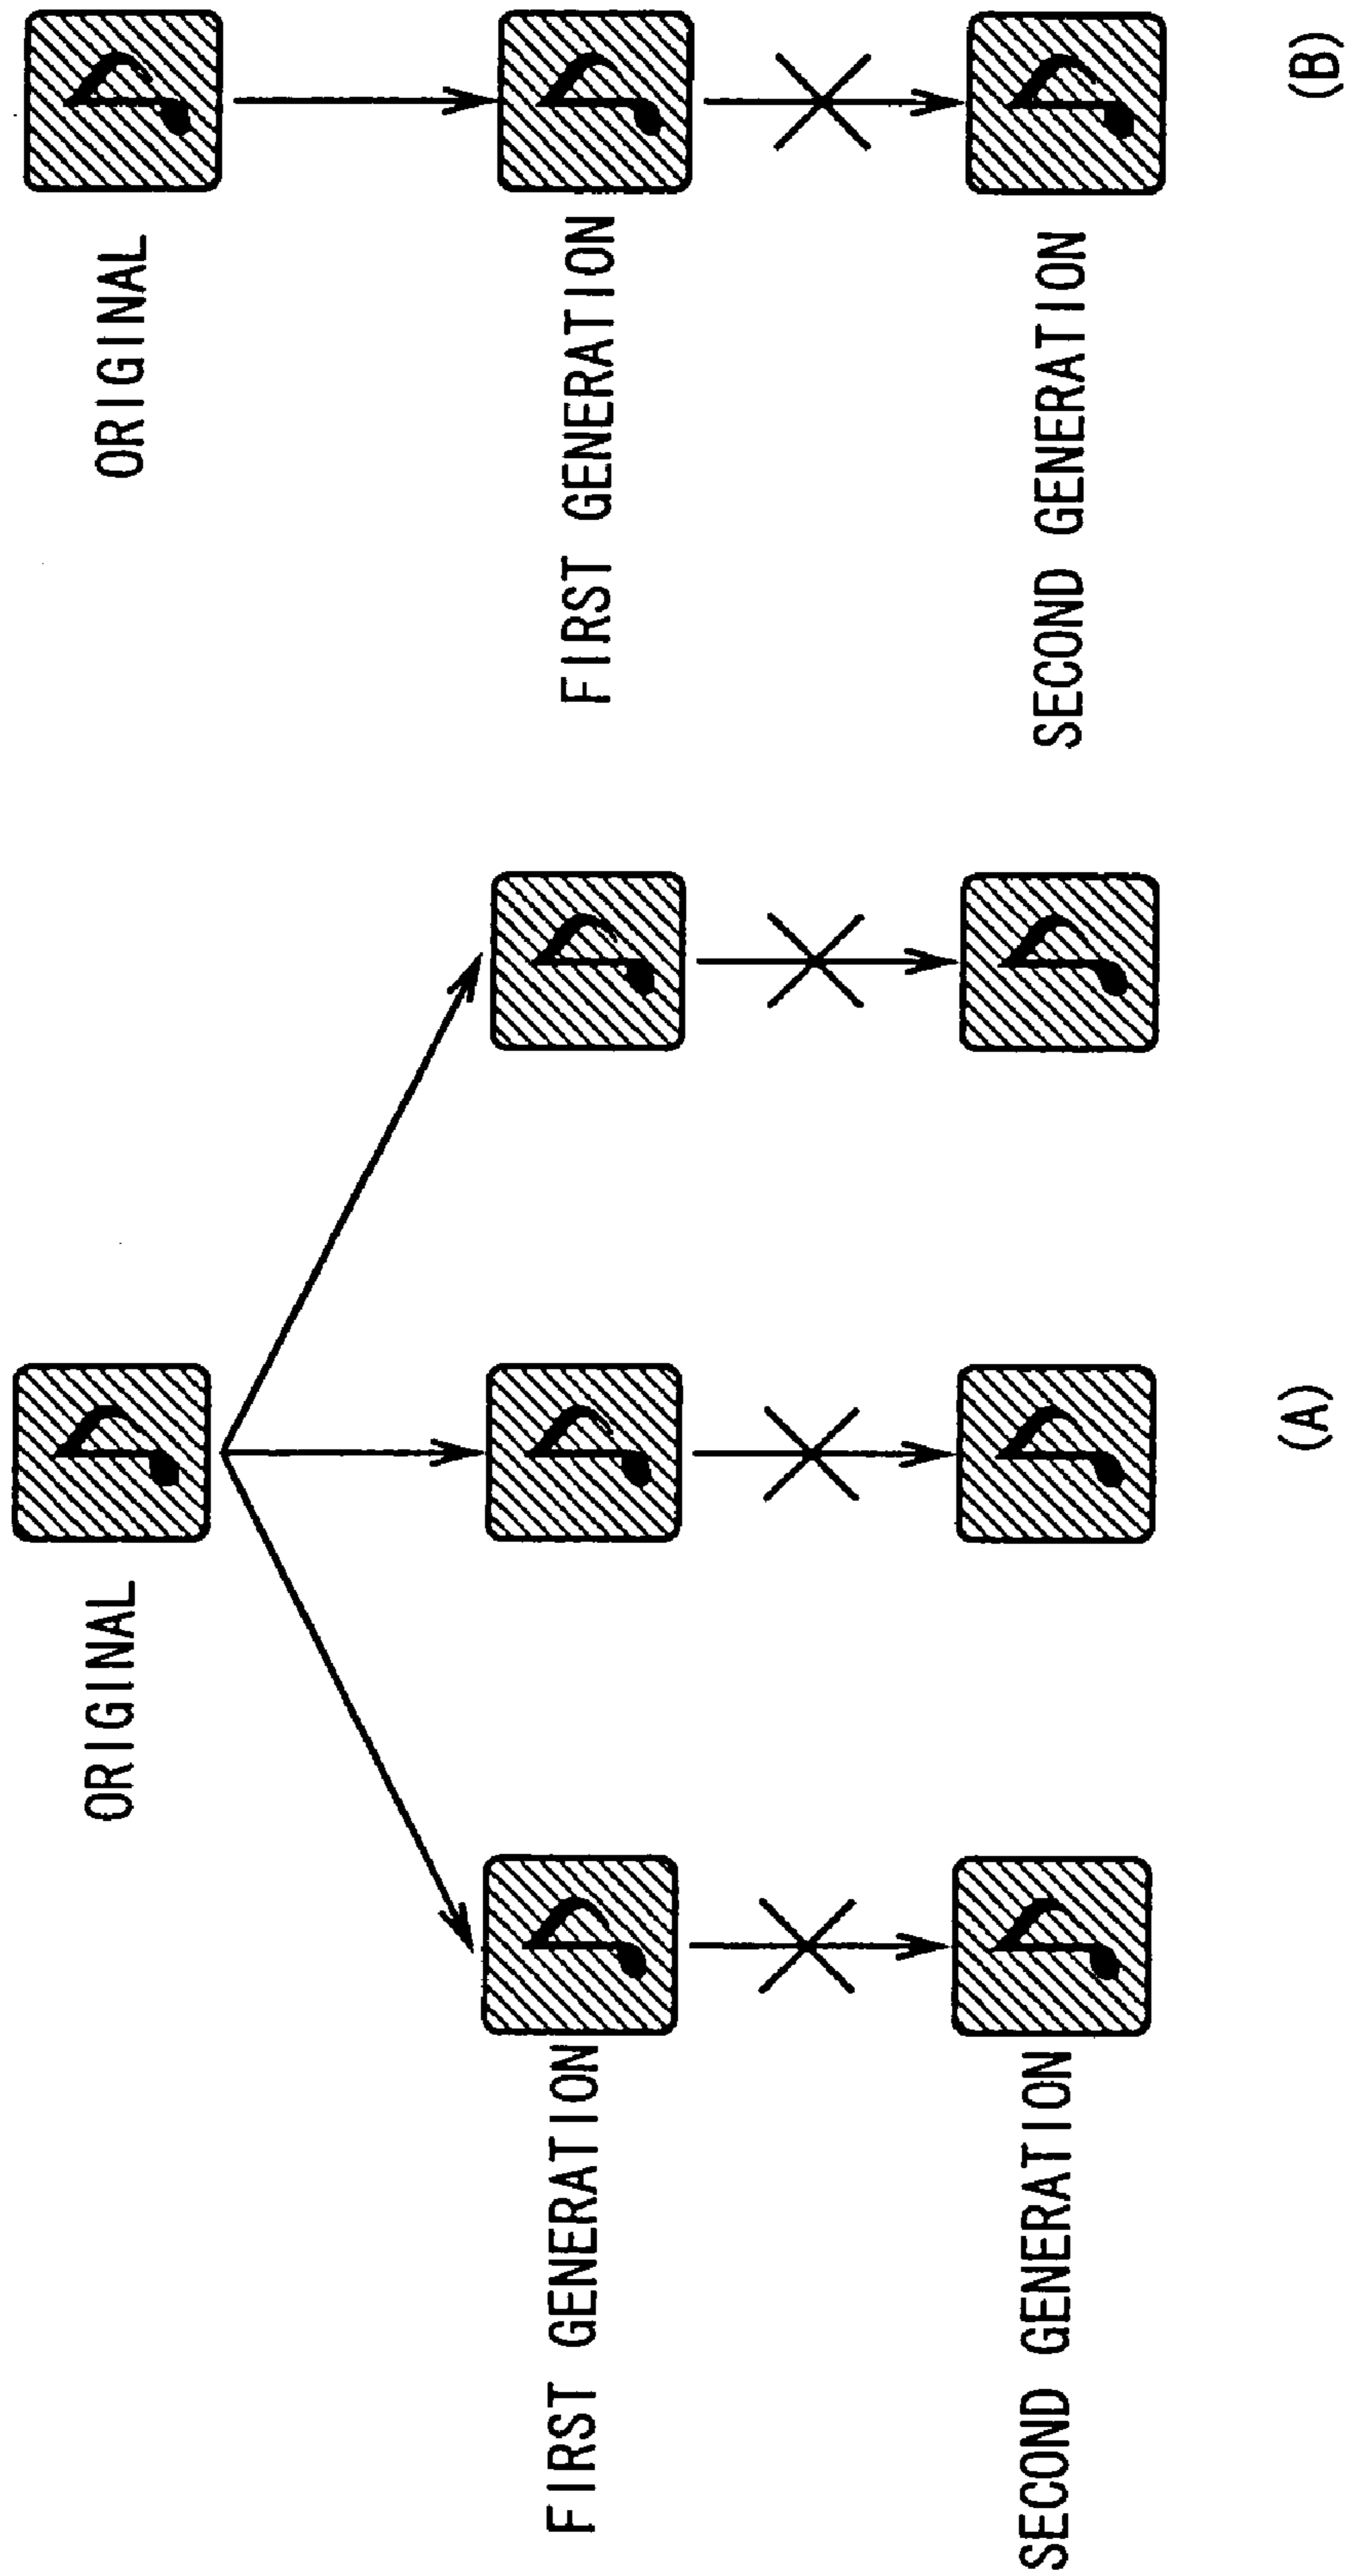 ORIGINAL
FIRST GENERATION
SECOND GENERATION
(A)
ORIGINAL
FIRST GENERATION
SECOND GENERATION
(B)